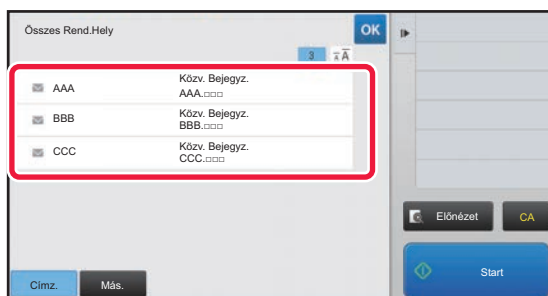 Összes Rend.Hely
OK
3
AAA
Közv. Bejegyz.
AAA.□□□
BBB
Közv. Bejegyz.
BBB.□□□
CCC
Közv. Bejegyz.
CCC.□□□
Előnézet
CA
Start
Címz.
Más.